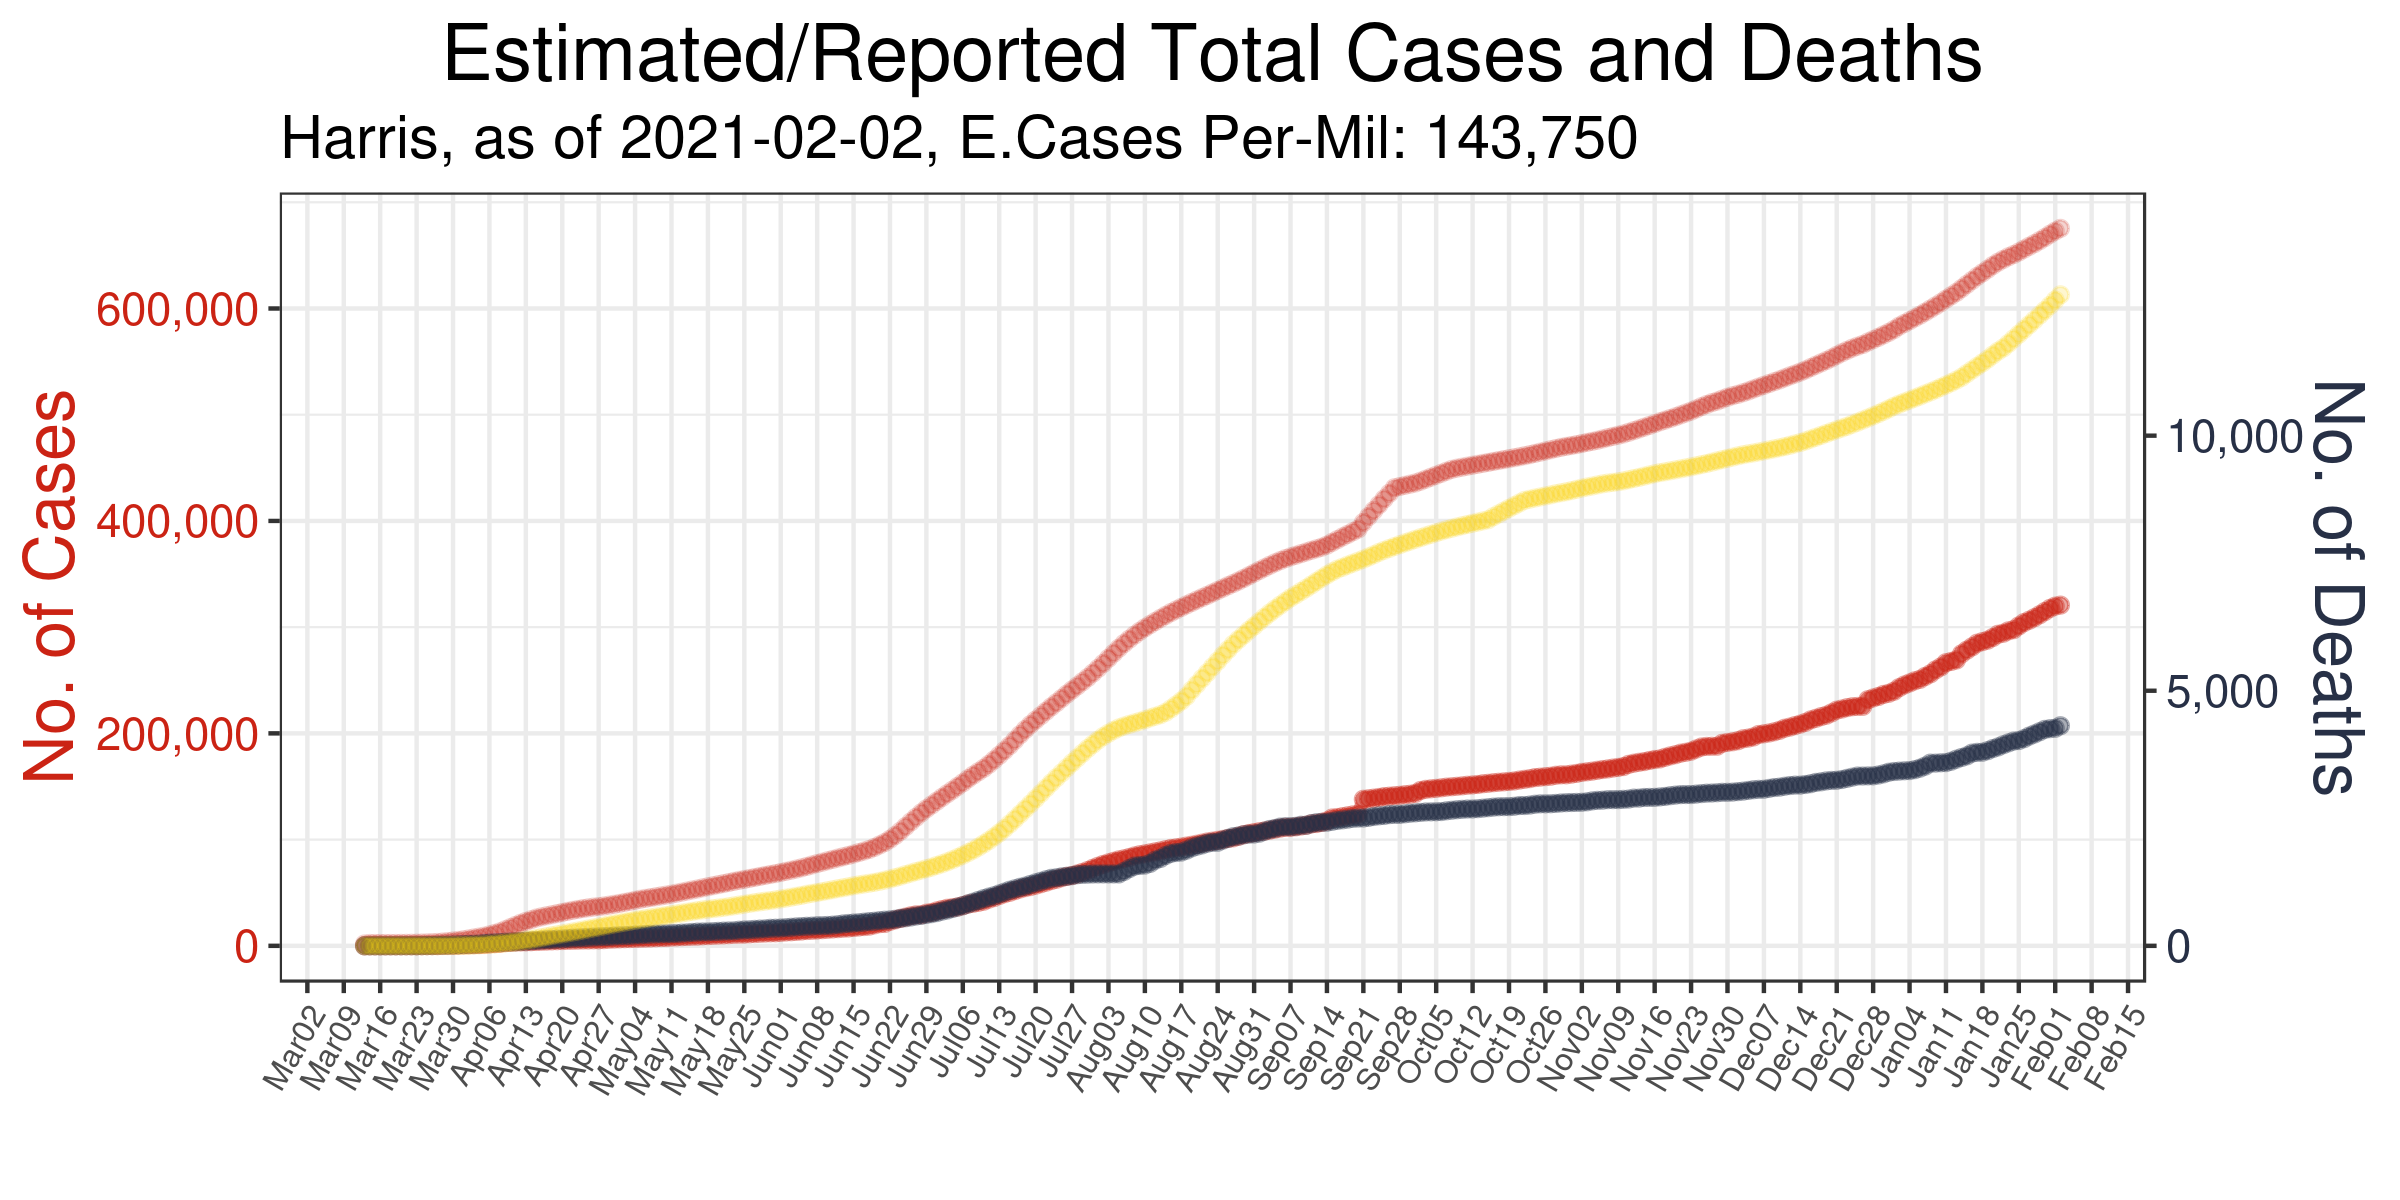 Estimated/Reported Total Cases and Deaths
Harris, as of 2021-02-02, E.Cases Per-Mil: 143,750
No. of Cases
600,000
400,000
200,000
0
No. of Deaths
10,000
5,000
0
Mar02
Mar09
Mar16
Mar23
Mar30
Apr06
Apr13
Apr20
Apr27
May04
May11
May18
May25
Jun01
Jun08
Jun15
Jun22
Jun29
Jul06
Jul13
Jul20
Jul27
Aug03
Aug10
Aug17
Aug24
Aug31
Sep07
Sep14
Sep21
Sep28
Oct05
Oct12
Oct19
Oct26
Nov02
Nov09
Nov16
Nov23
Nov30
Dec07
Dec14
Dec21
Dec28
Jan04
Jan11
Jan18
Jan25
Feb01
Feb08
Feb15